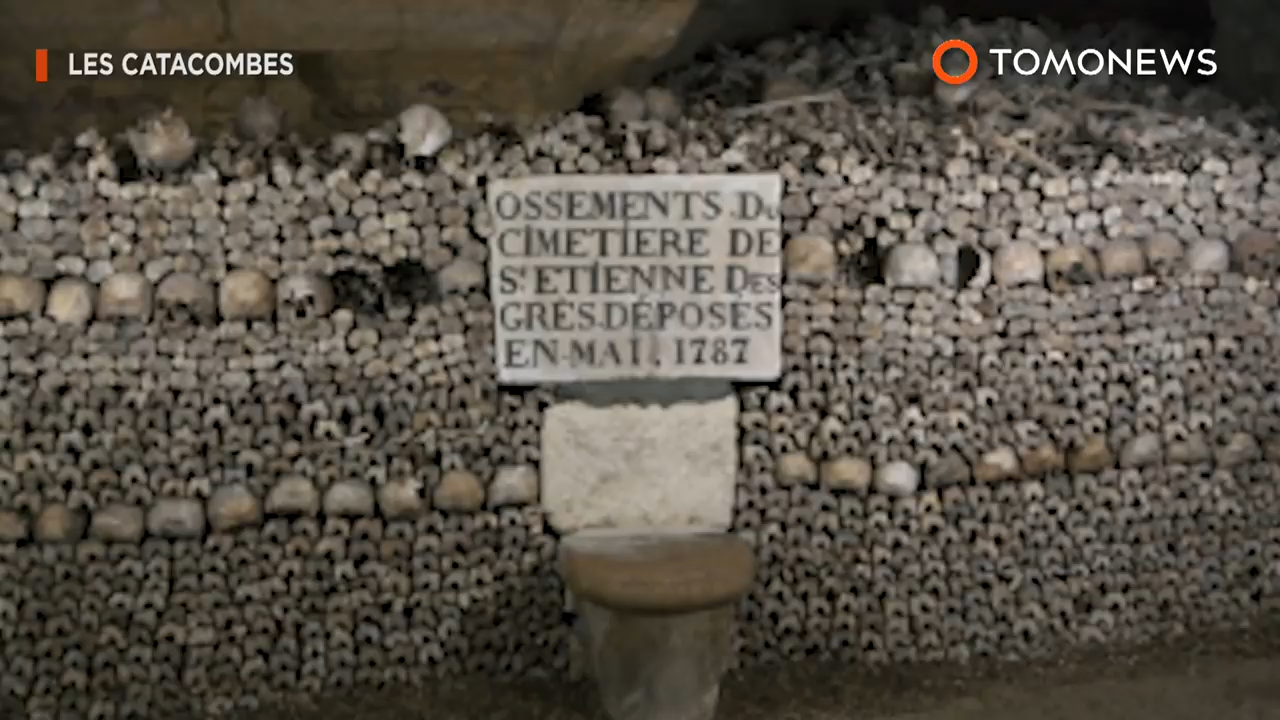 LES CATACOMBES
TOMONEWS
OSSEMENTS DU
CIMETIERE DE
ST ETIENNE DES
GRES.DÉPOSÉS
EN.MAI. 1787